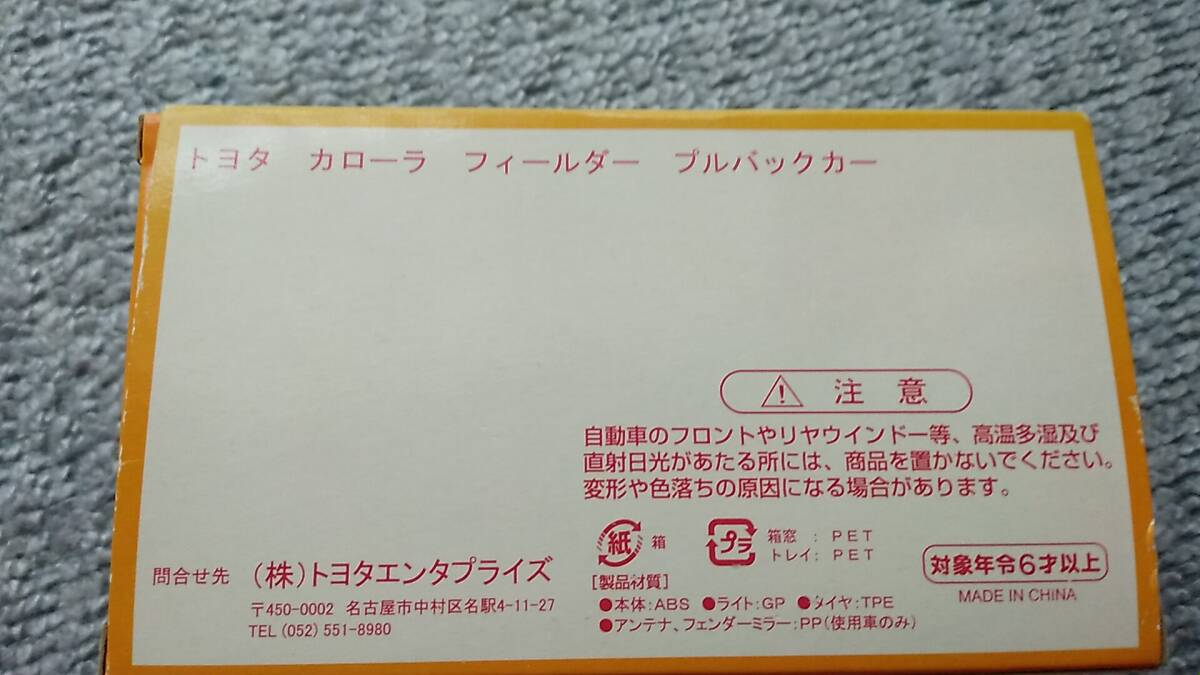 トヨタ カローラ フィールダー プルバックカー
注 意
自動車のフロントやリヤウインドー等、高温多湿及び
直射日光があたる所には、商品を置かないでください。
変形や色落ちの原因になる場合があります。
紙 箱
プラ 箱窓 : PET
トレイ : PET
対象年令6才以上
MADE IN CHINA
[製品材質]
●本体:ABS ●ライト:GP ●タイヤ:TPE
●アンテナ、フェンダーミラー:PP(使用車のみ)
問合せ先 (株)トヨタエンタプライズ
〒450-0002 名古屋市中村区名駅4-11-27
TEL (052) 551-8980